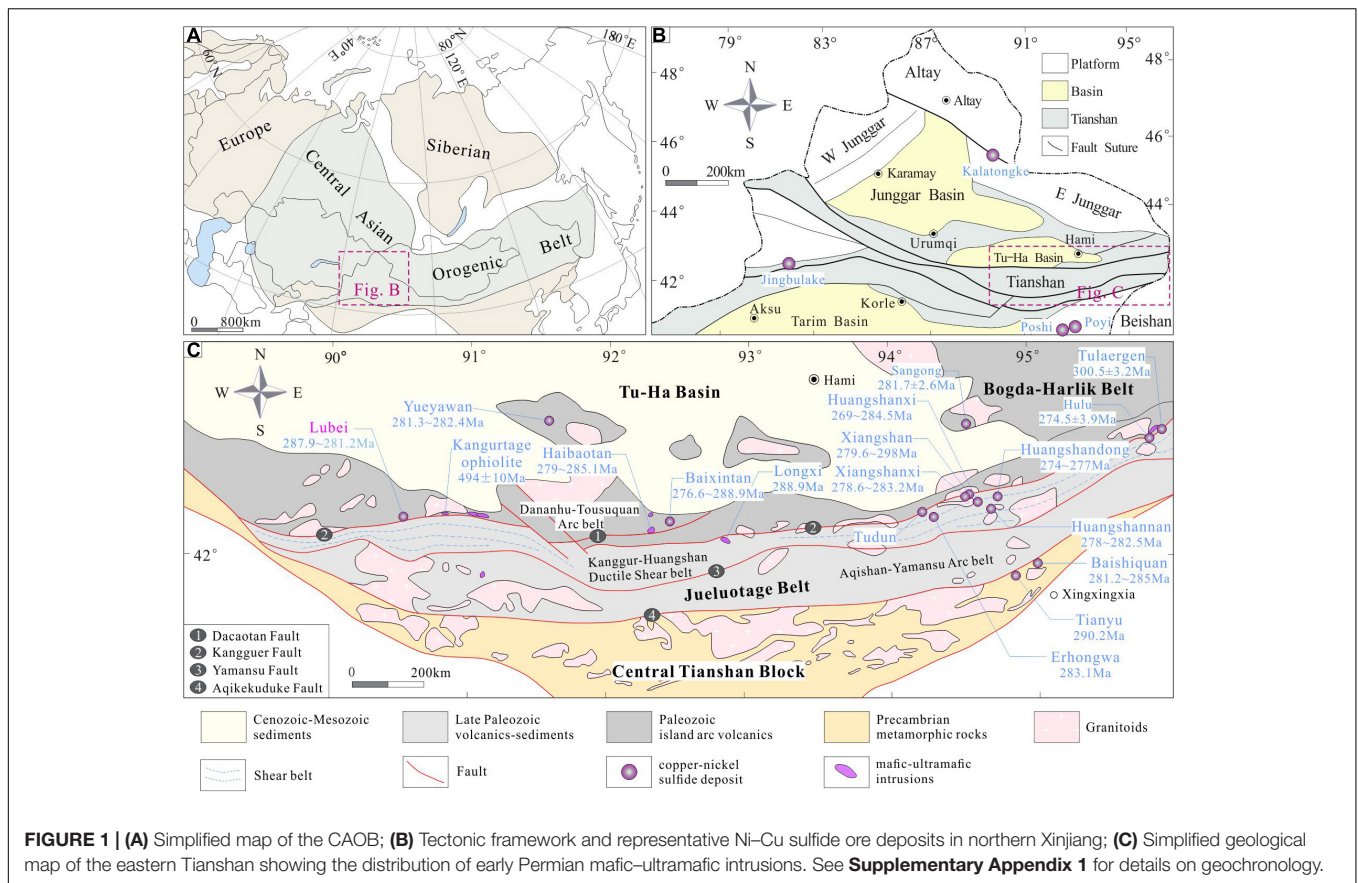 A
60°N
40°E
80°N
120°E
180°E
Europe
Siberian
Central
Asian
Orogenic
Belt
Fig. B
0 800km
B
79° 83° 87° 91° 95°
48°
46°
44°
42°
48°
46°
44°
42°
N
W E
S
0 200km
Altay
Altay
W Junggar
Kalatongke
Karamay
Junggar Basin
E Junggar
Urumqi
Hami
Tu-Ha Basin
Jingbulake
Tianshan
Fig. C
Aksu
Korle
Tarim Basin
Poshi
Poyi
Beishan
Platform
Basin
Tianshan
Fault Suture
C
90° 91° 92° 93° 94° 95°
42°
42°
N
W E
S
Tu-Ha Basin
Hami
Bogda-Harlik Belt
Tulaergen
300.5±3.2Ma
Sangong
281.7±2.6Ma
Hulu
274.5±3.9Ma
Huangshanxi
269~284.5Ma
Yueyawan
281.3~282.4Ma
Lubei
287.9~281.2Ma
Kangurtage
ophiolite
494±10Ma
Haibaotan
279~285.1Ma
Baixintan
276.6~288.9Ma
Longxi
288.9Ma
Xiangshan
279.6~298Ma
Xiangshanxi
278.6~283.2Ma
Huangshandong
274~277Ma
Dananhu-Tousuquan
Arc belt
1
2
2
3
4
Kanggur-Huangshan
Ductile Shear belt
Tudun
Huangshannan
278~282.5Ma
Aqishan-Yamansu Arc belt
Baishiquan
281.2~285Ma
Jueluotage Belt
Xingxingxia
Tianyu
290.2Ma
Erhongwa
283.1Ma
Central Tianshan Block
1 Dacaotan Fault
2 Kangguer Fault
3 Yamansu Fault
4 Aqikekuduke Fault
0 200km
Cenozoic-Mesozoic
sediments
Late Paleozoic
volcanics-sediments
Paleozoic
island arc volcanics
Precambrian
metamorphic rocks
Granitoids
Shear belt
Fault
copper-nickel
sulfide deposit
mafic-ultramafic
intrusions
FIGURE 1 | (A) Simplified map of the CAOB; (B) Tectonic framework and representative Ni–Cu sulfide ore deposits in northern Xinjiang; (C) Simplified geological
map of the eastern Tianshan showing the distribution of early Permian mafic–ultramafic intrusions. See Supplementary Appendix 1 for details on geochronology.